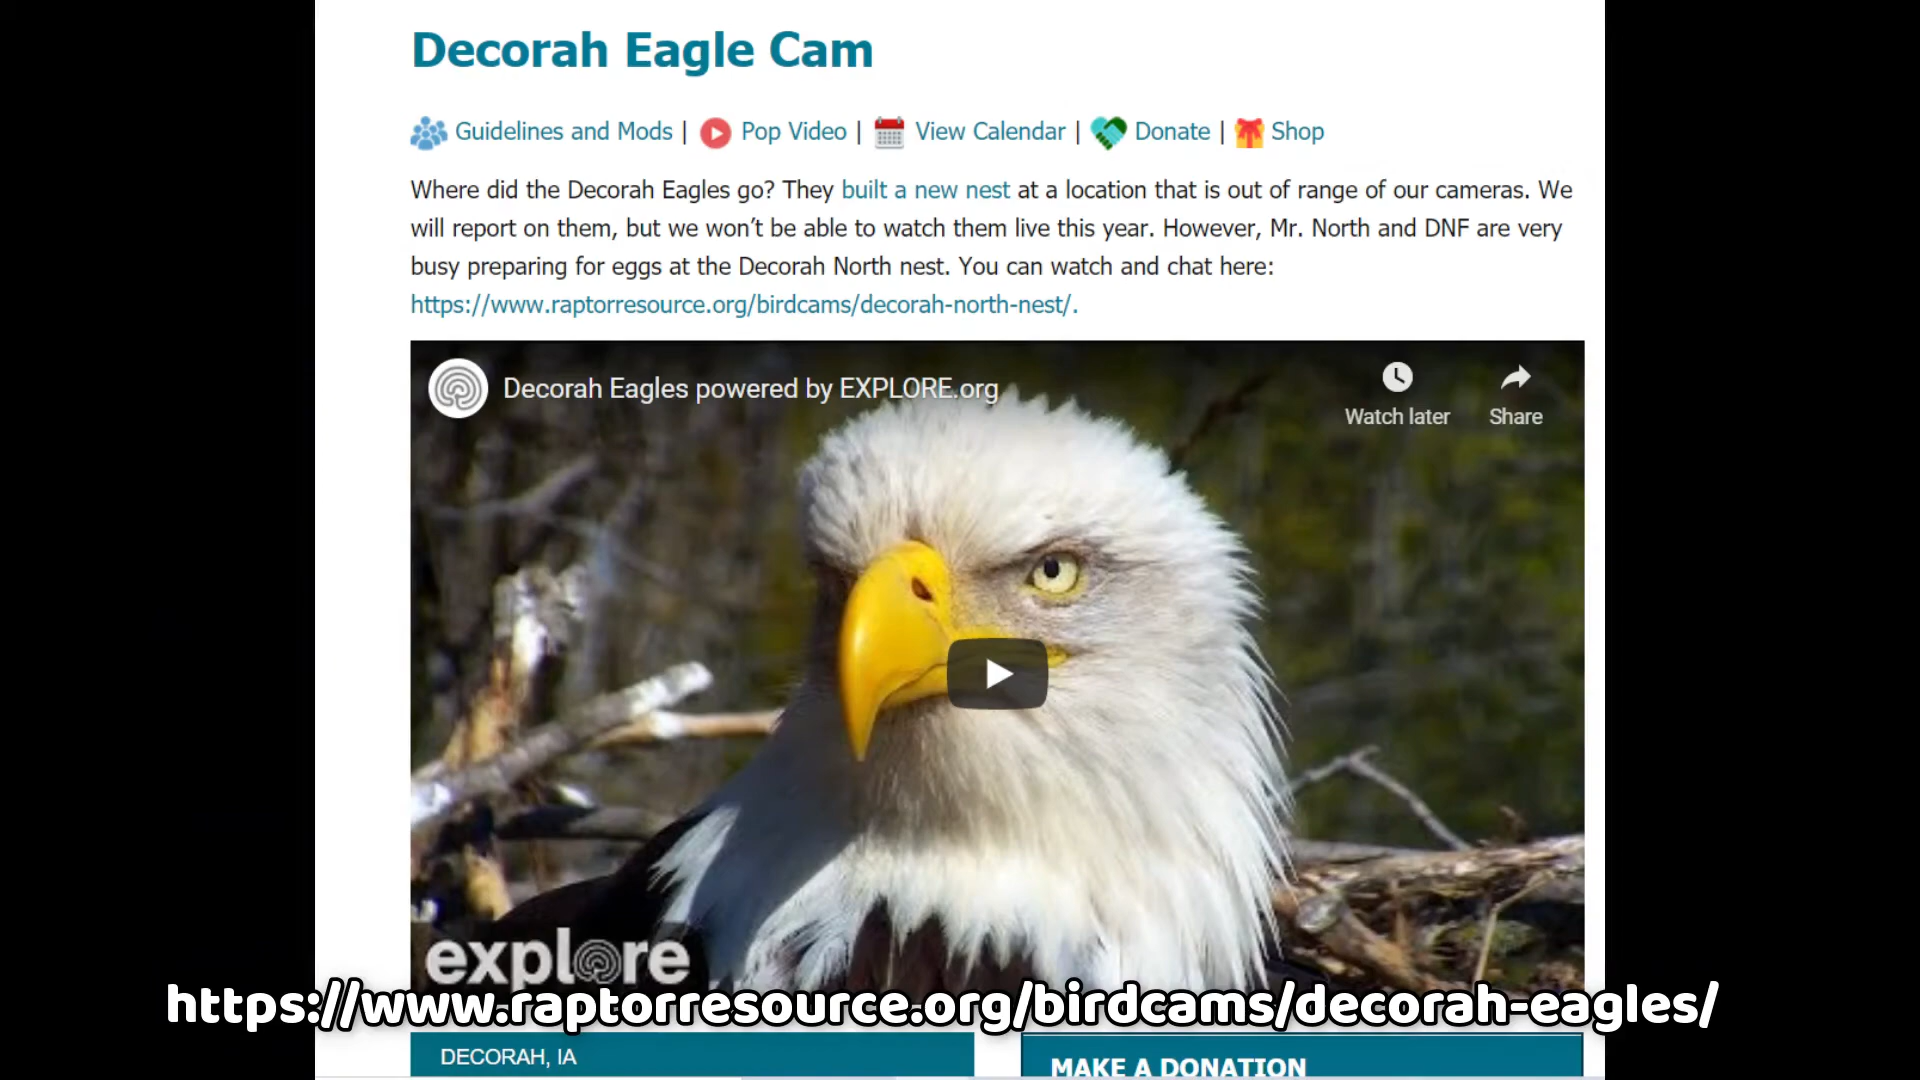 Decorah Eagle Cam
Guidelines and Mods | Pop Video | View Calendar | Donate | Shop
Where did the Decorah Eagles go? They built a new nest at a location that is out of range of our cameras. We
will report on them, but we won’t be able to watch them live this year. However, Mr. North and DNF are very
busy preparing for eggs at the Decorah North nest. You can watch and chat here:
https://www.raptorresource.org/birdcams/decorah-north-nest/.
Decorah Eagles powered by EXPLORE.org
Watch later
Share
explore
https://www.raptorresource.org/birdcams/decorah-eagles/
DECORAH, IA
MAKE A DONATION